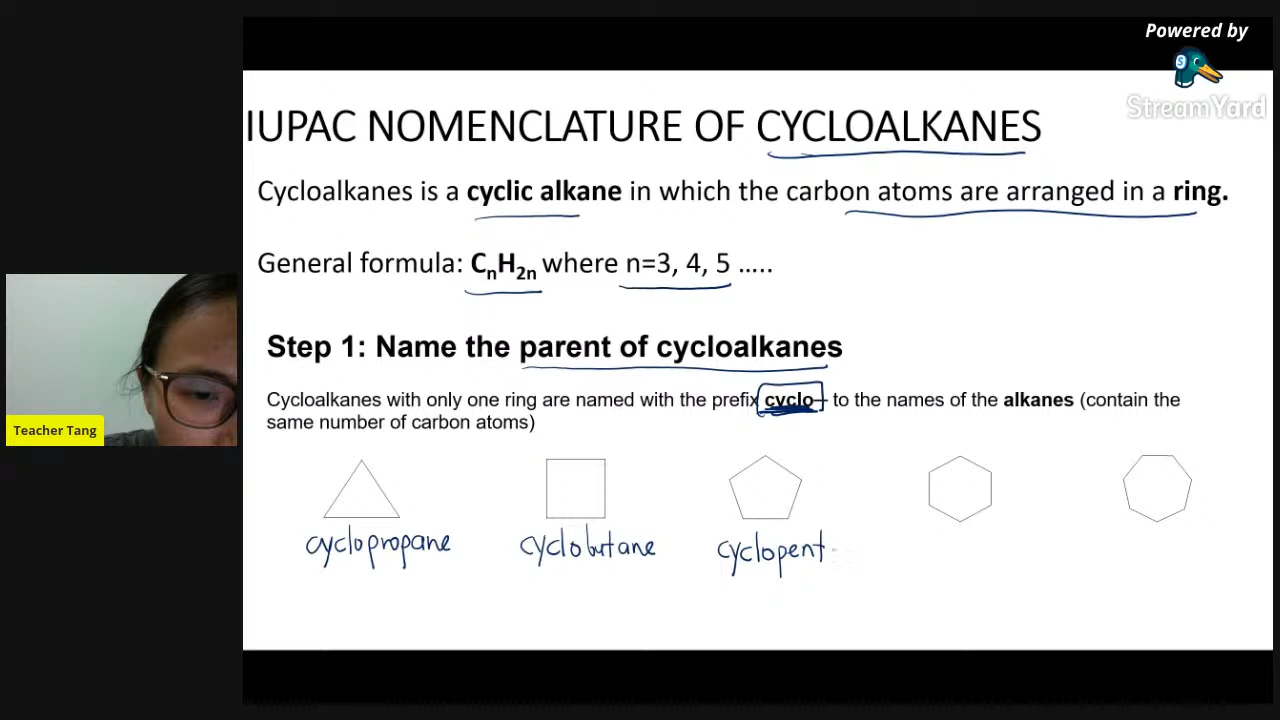 Powered by
StreamYard
IUPAC NOMENCLATURE OF CYCLOALKANES
Cycloalkanes is a cyclic alkane in which the carbon atoms are arranged in a ring.
General formula: CnH2n where n=3, 4, 5 .....
Step 1: Name the parent of cycloalkanes
Cycloalkanes with only one ring are named with the prefix cyclo- to the names of the alkanes (contain the
same number of carbon atoms)
cyclopropane cyclobutane cyclopent
Teacher Tang